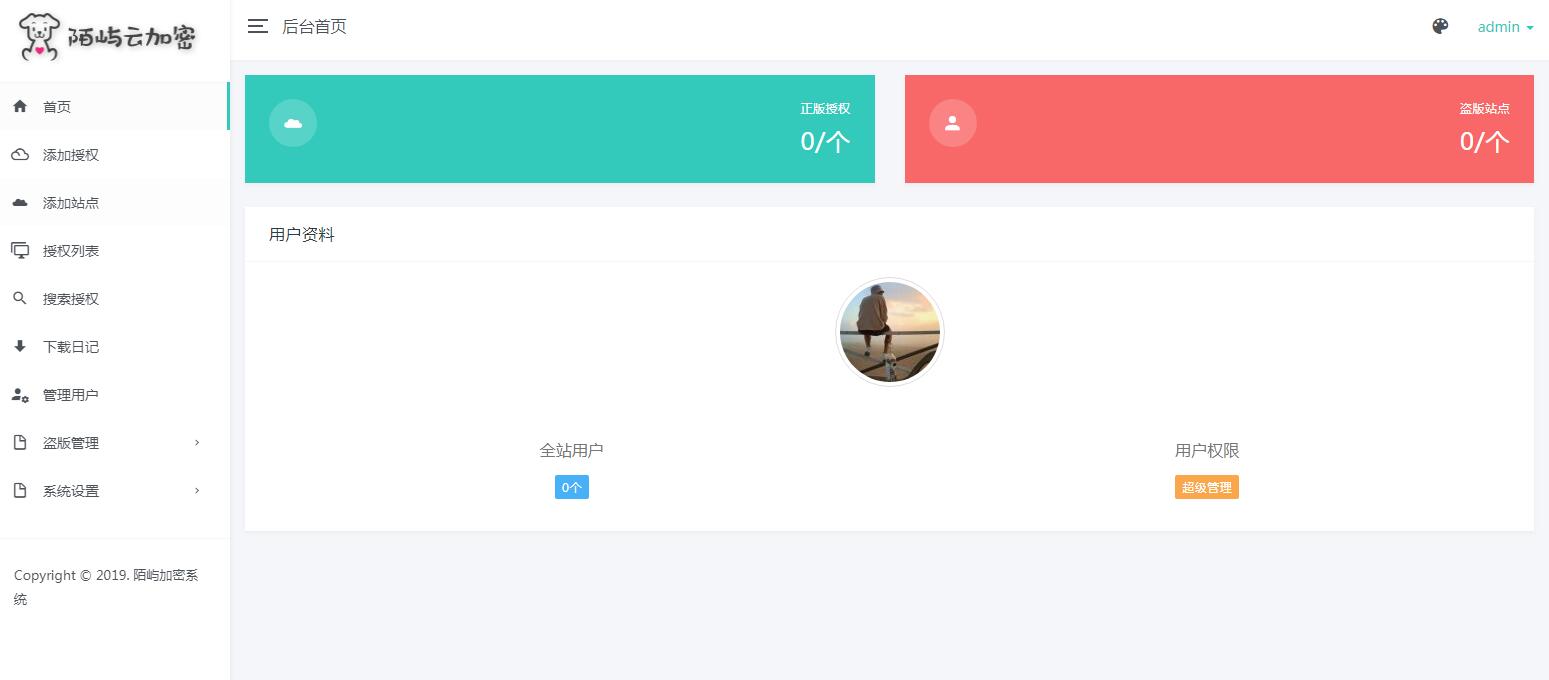 陌屿云加密
后台首页
admin
首页
添加授权
添加站点
授权列表
搜索授权
下载日记
管理用户
盗版管理
系统设置
Copyright © 2019. 陌屿加密系
统
正版授权
0/个
盗版站点
0/个
用户资料
全站用户
0个
用户权限
超级管理